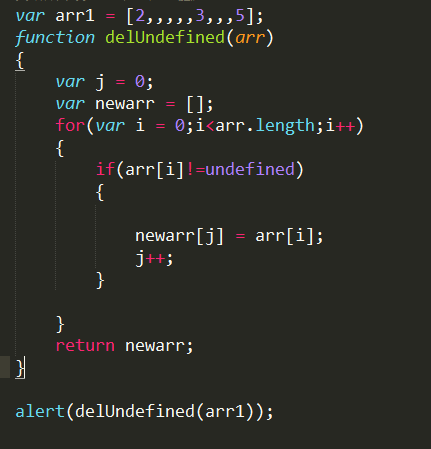 var arr1 = [2,,,,,3,,,5];
function delUndefined(arr)
{
    var j = 0;
    var newarr = [];
    for(var i = 0;i<arr.length;i++)
    {
        if(arr[i]!=undefined)
        {
            newarr[j] = arr[i];
            j++;
        }
    }
    return newarr;
}
alert(delUndefined(arr1));